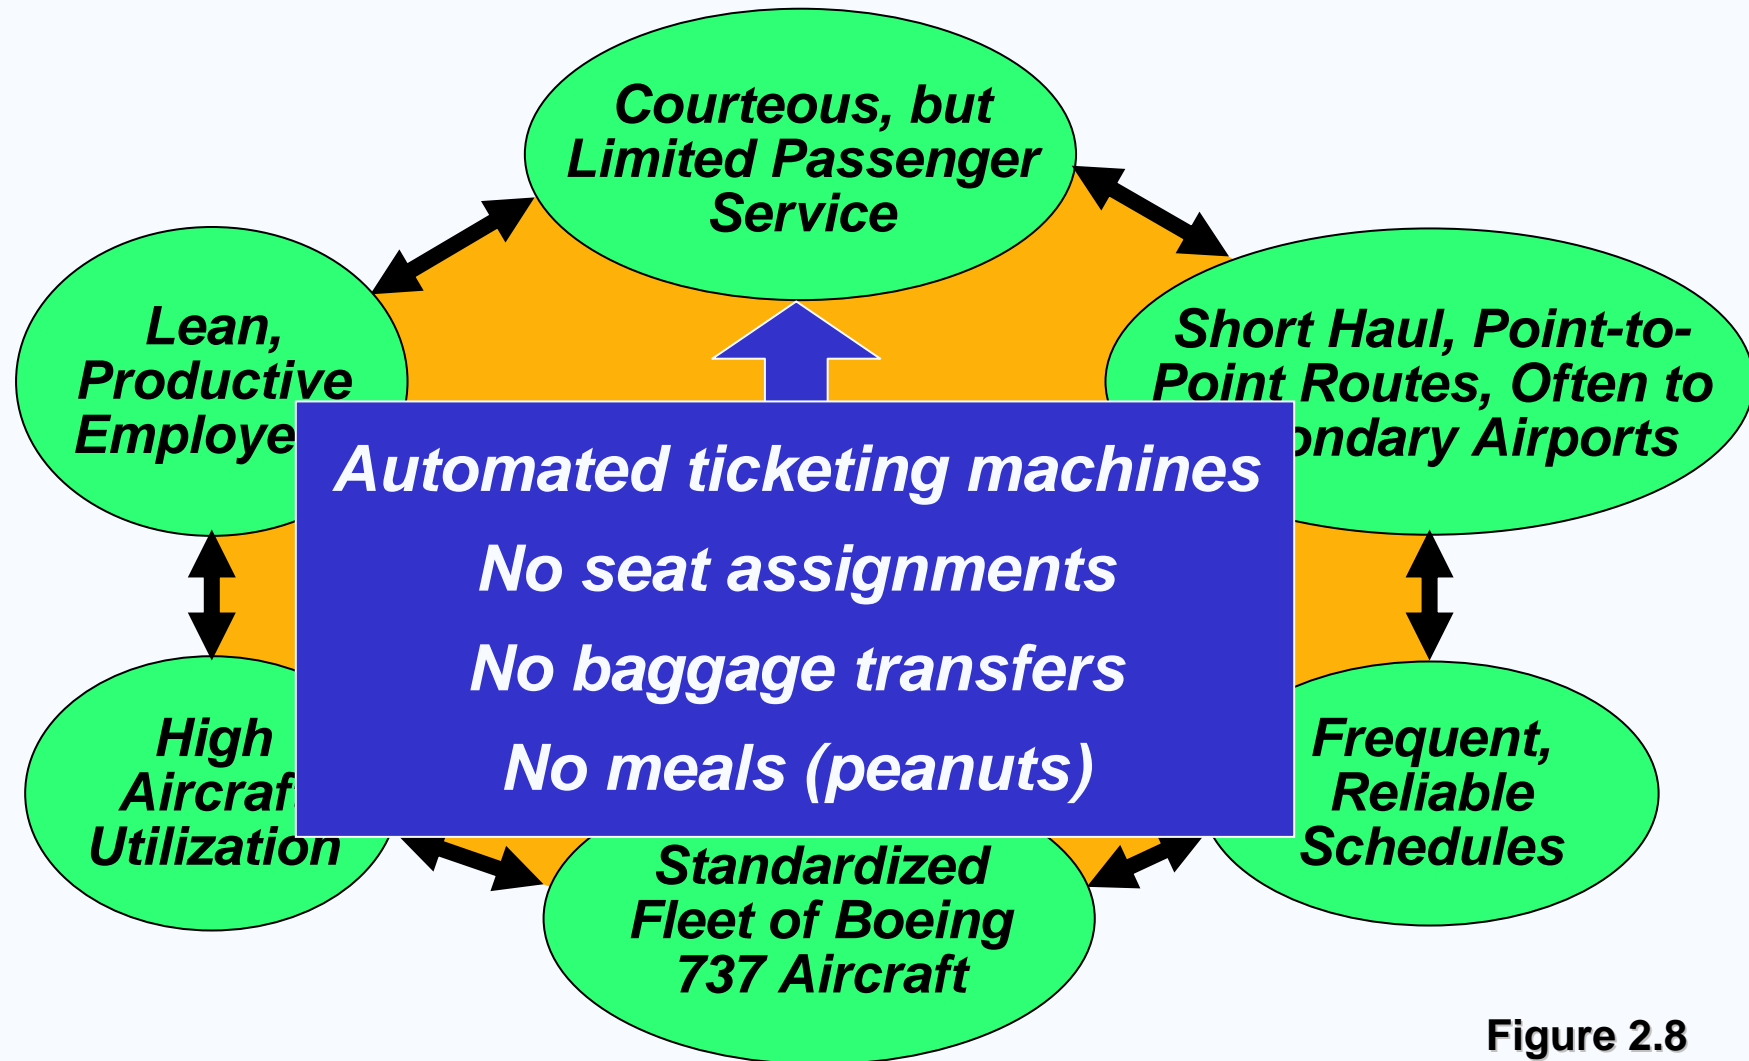 Courteous, but
Limited Passenger
Service
Lean,
Productive
Short Haul, Point-to-
Point Routes, Often to
Airports
Automated ticketing machines
No seat assignments
No baggage transfers
No meals (peanuts)
High
Aircraft
Utilization
Frequent,
Reliable
Schedules
Standardized
Fleet of Boeing
737 Aircraft
Figure 2.8